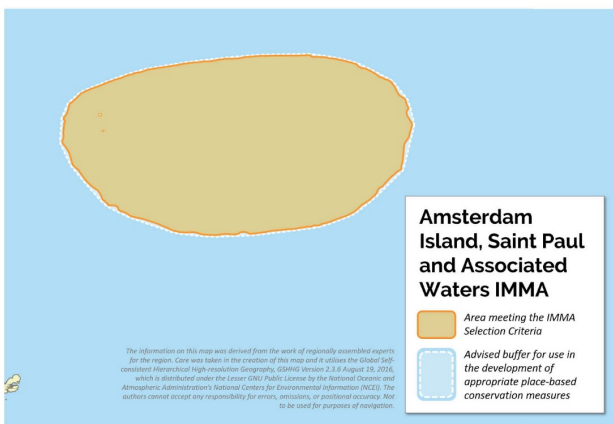 Amsterdam
Island, Saint Paul
and Associated
Waters IMMA
Area meeting the IMMA
Selection Criteria
Advised buffer for use in
the development of
appropriate place-based
conservation measures
The information on this map was derived from the work of regionally assembled experts
for the region. Care was taken in the creation of this map and it utilises the Global Self-
consistent Hierarchical High-resolution Geography, GSHHG Version 2.3.6 August 19, 2016,
which is distributed under the Lesser GNU Public License by the National Oceanic and
Atmospheric Administration's National Centers for Environmental Information (NCEI). The
authors cannot accept any responsibility for errors, omissions, or positional accuracy. Not
to be used for purposes of navigation.